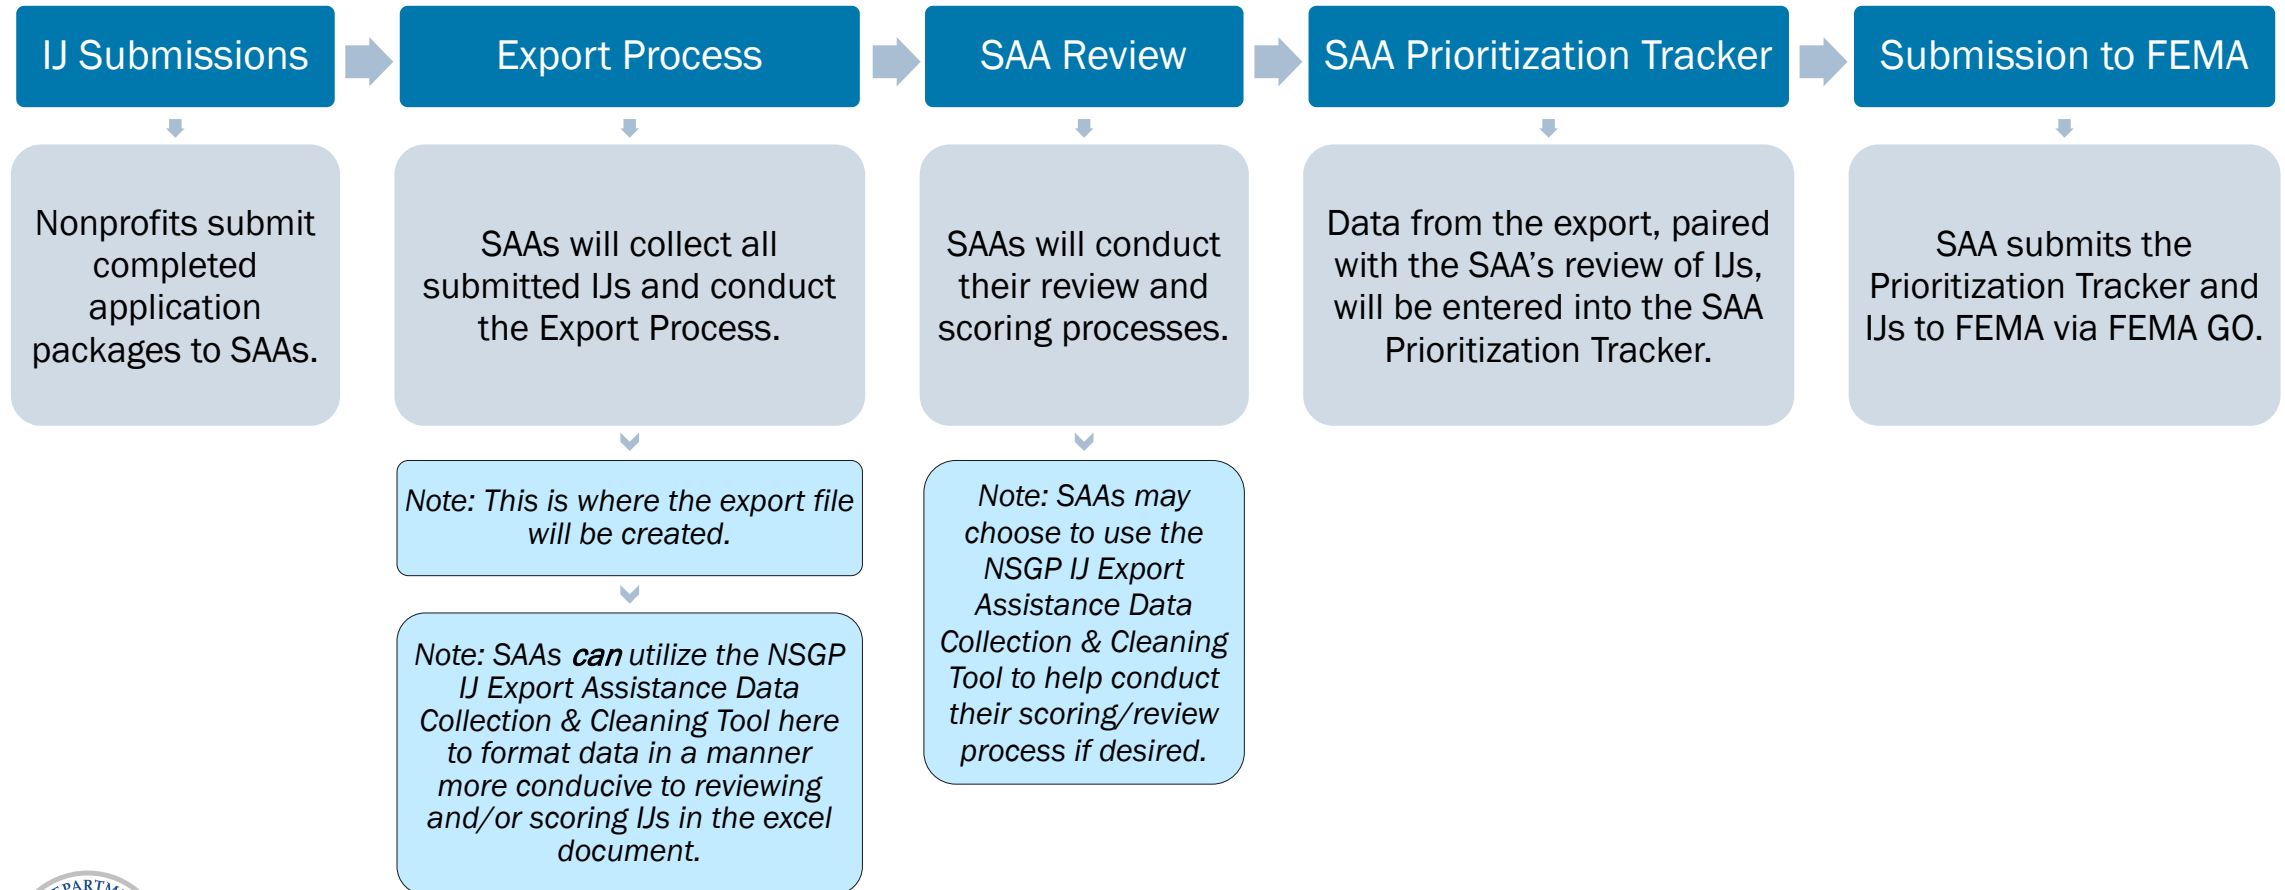 IJ Submissions
Export Process
SAA Review
SAA Prioritization Tracker
Submission to FEMA
Nonprofits submit
completed
application
packages to SAAs.
SAAs will collect all
submitted IJs and conduct
the Export Process.
SAAs will conduct
their review and
scoring processes.
Data from the export, paired
with the SAA’s review of IJs,
will be entered into the SAA
Prioritization Tracker.
SAA submits the
Prioritization Tracker and
IJs to FEMA via FEMA GO.
Note: This is where the export file
will be created.
Note: SAAs can utilize the NSGP
IJ Export Assistance Data
Collection & Cleaning Tool here
to format data in a manner
more conducive to reviewing
and/or scoring IJs in the excel
document.
Note: SAAs may
choose to use the
NSGP IJ Export
Assistance Data
Collection & Cleaning
Tool to help conduct
their scoring/review
process if desired.